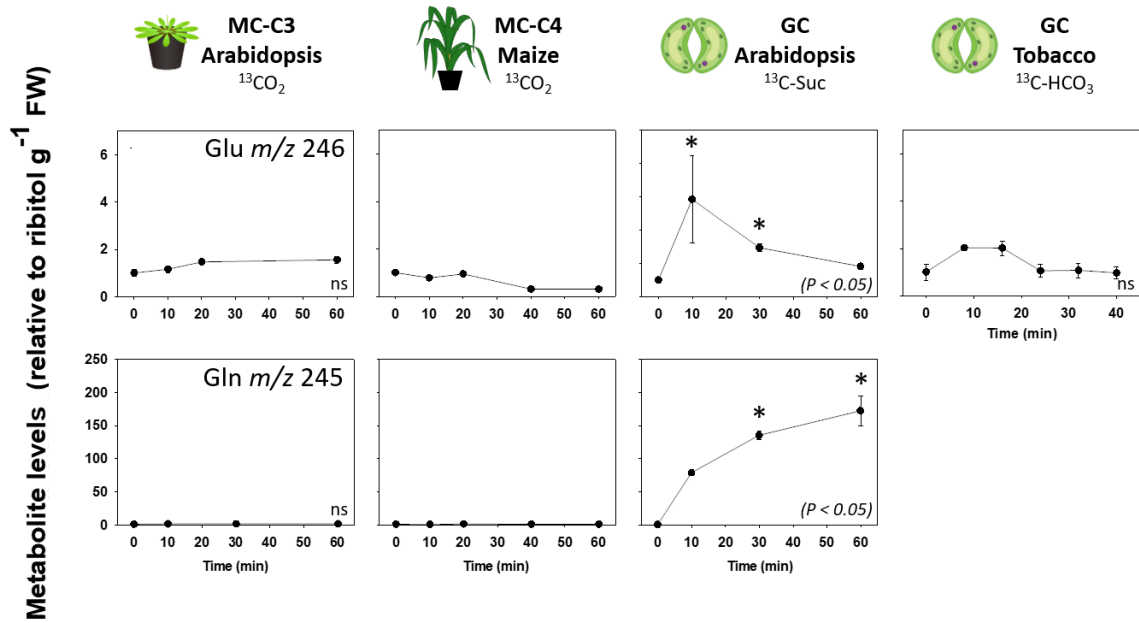 MC-C3
Arabidopsis
¹³CO₂
MC-C4
Maize
¹³CO₂
GC
Arabidopsis
¹³C-Suc
GC
Tobacco
¹³C-HCO₃
Metabolite levels (relative to ribitol g⁻¹ FW)
Glu m/z 246
6
4
2
0
ns
0 10 20 30 40 50 60
0 10 20 30 40 50 60
*
*
(P < 0.05)
0 10 20 30 40 50 60
ns
0 10 20 30 40
Time (min)
Gln m/z 245
250
200
150
100
50
0
ns
0 10 20 30 40 50 60
Time (min)
0 10 20 30 40 50 60
Time (min)
*
*
(P < 0.05)
0 10 20 30 40 50 60
Time (min)